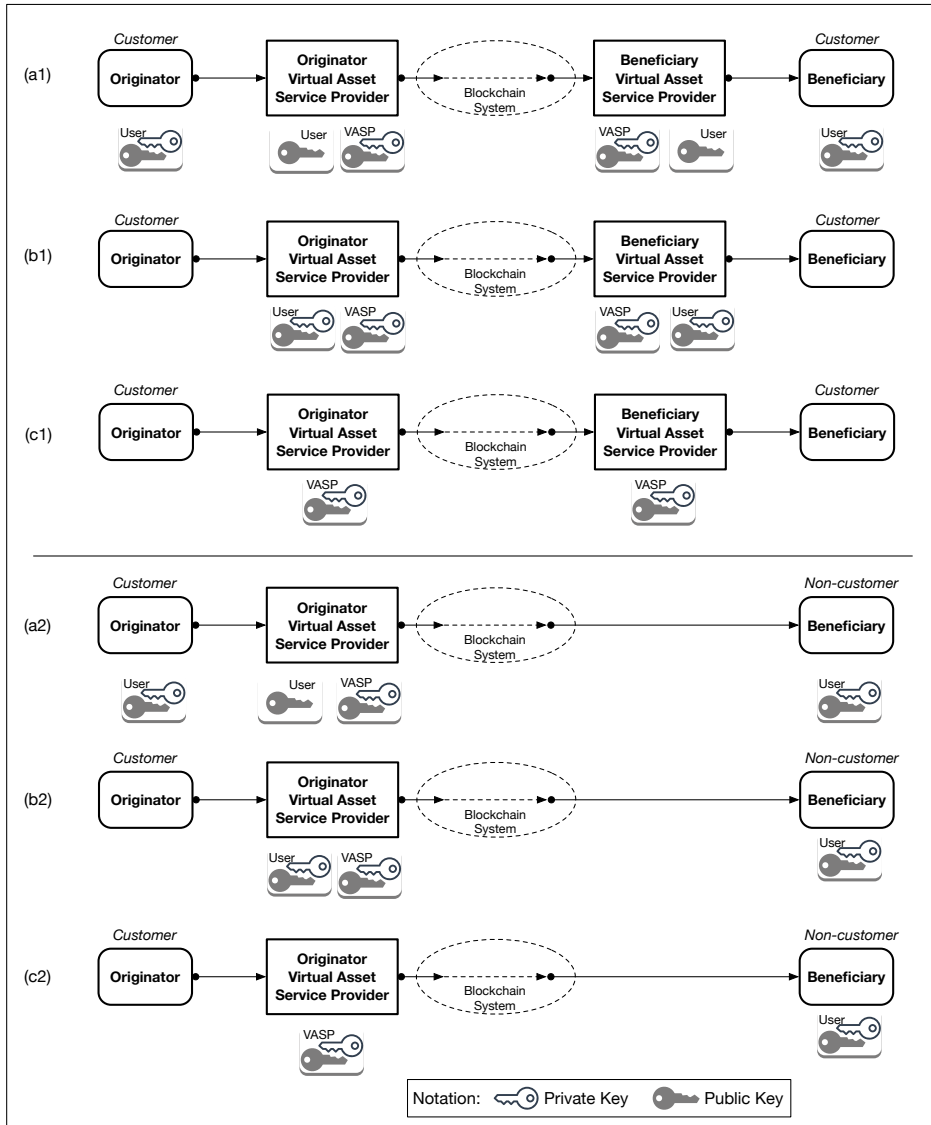 Customer
Customer
(a1)
Originator
Originator
Virtual Asset
Service Provider
Blockchain
System
Beneficiary
Virtual Asset
Service Provider
Beneficiary
User
User
VASP
VASP
User
User
Customer
Customer
(b1)
Originator
Originator
Virtual Asset
Service Provider
Blockchain
System
Beneficiary
Virtual Asset
Service Provider
Beneficiary
User
VASP
VASP
User
Customer
Customer
(c1)
Originator
Originator
Virtual Asset
Service Provider
Blockchain
System
Beneficiary
Virtual Asset
Service Provider
Beneficiary
VASP
VASP
Customer
Non-customer
(a2)
Originator
Originator
Virtual Asset
Service Provider
Blockchain
System
Beneficiary
User
User
VASP
User
Customer
Non-customer
(b2)
Originator
Originator
Virtual Asset
Service Provider
Blockchain
System
Beneficiary
User
VASP
User
Customer
Non-customer
(c2)
Originator
Originator
Virtual Asset
Service Provider
Blockchain
System
Beneficiary
VASP
User
Notation: Private Key Public Key